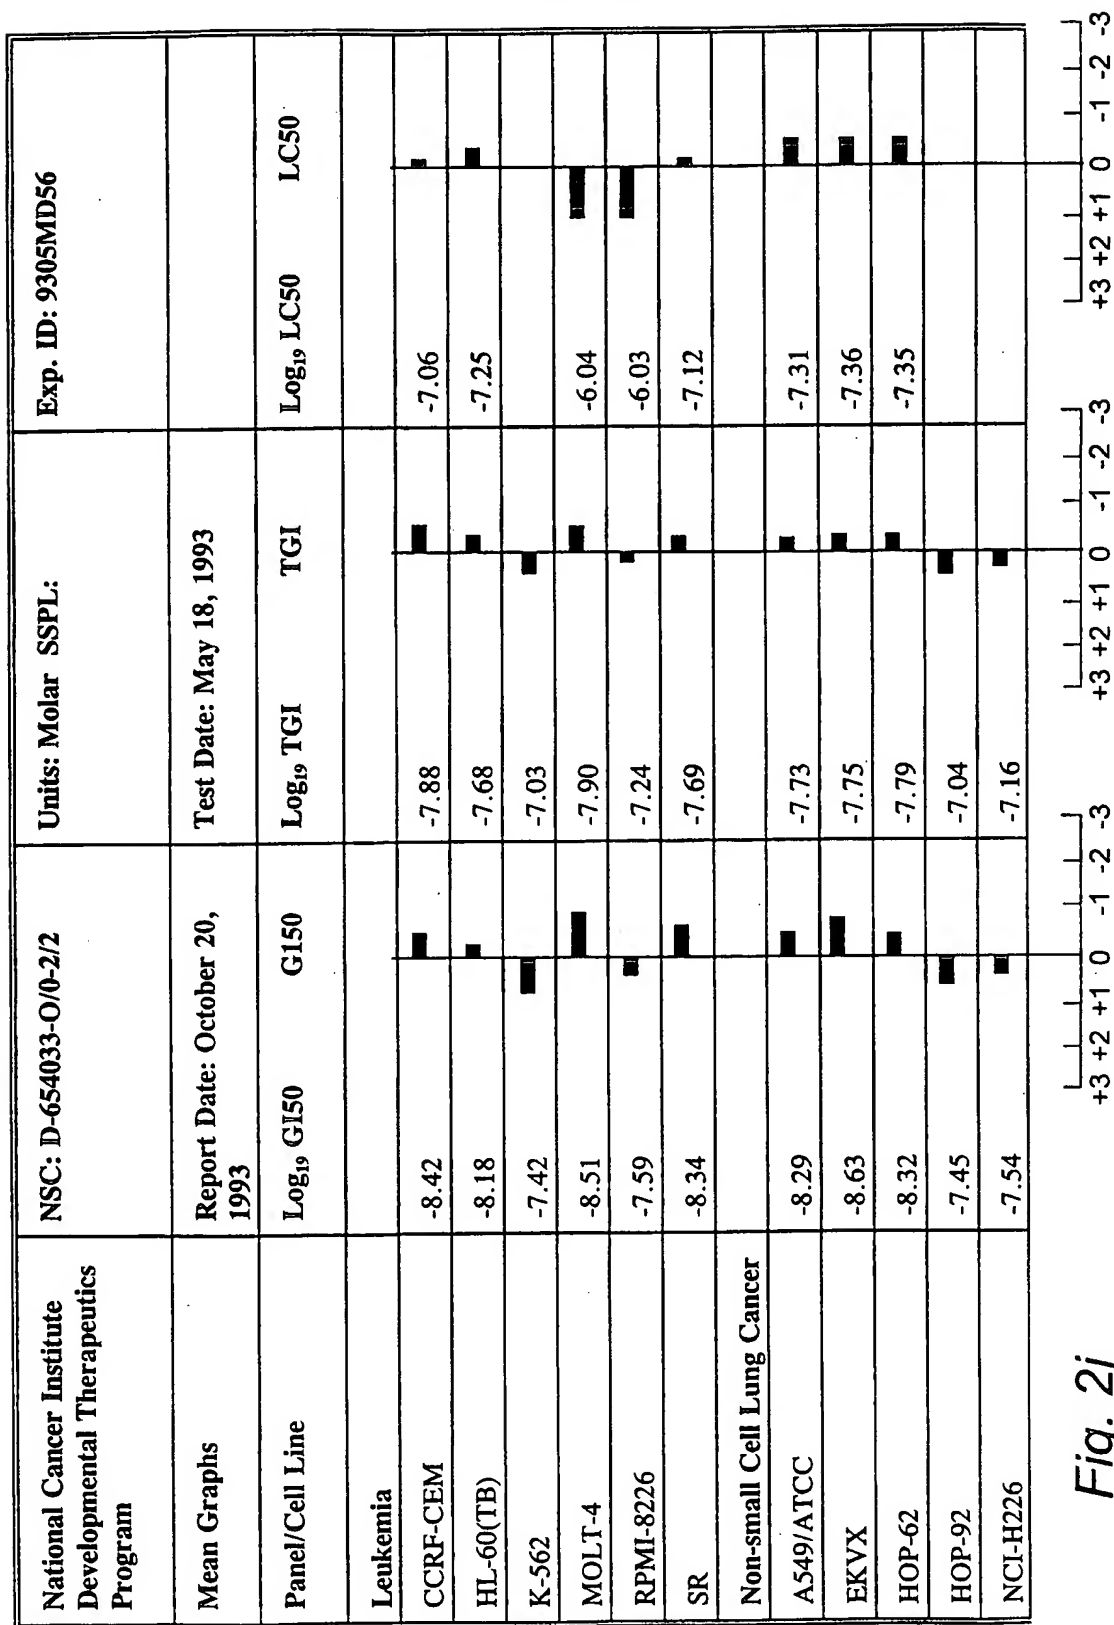 National Cancer Institute Developmental Therapeutics Program | NSC: D-654033-O/0-2/2 | Units: Molar SSPL: | Exp. ID: 9305MD56
Mean Graphs | Report Date: October 20, 1993 | Test Date: May 18, 1993
Panel/Cell Line | Log₁₉ GI50 | G150 | Log₁₉ TGI | TGI | Log₁₉ LC50 | LC50
Leukemia
CCRF-CEM | -8.42 | -7.88 | -7.06
HL-60(TB) | -8.18 | -7.68 | -7.25
K-562 | -7.42 | -7.03
MOLT-4 | -8.51 | -7.90 | -6.04
RPMI-8226 | -7.59 | -7.24 | -6.03
SR | -8.34 | -7.69 | -7.12
Non-small Cell Lung Cancer
A549/ATCC | -8.29 | -7.73 | -7.31
EKVX | -8.63 | -7.75 | -7.36
HOP-62 | -8.32 | -7.79 | -7.35
HOP-92 | -7.45 | -7.04
NCI-H226 | -7.54 | -7.16
+3 +2 +1 0 -1 -2 -3 | +3 +2 +1 0 -1 -2 -3 | +3 +2 +1 0 -1 -2 -3
Fig. 2i